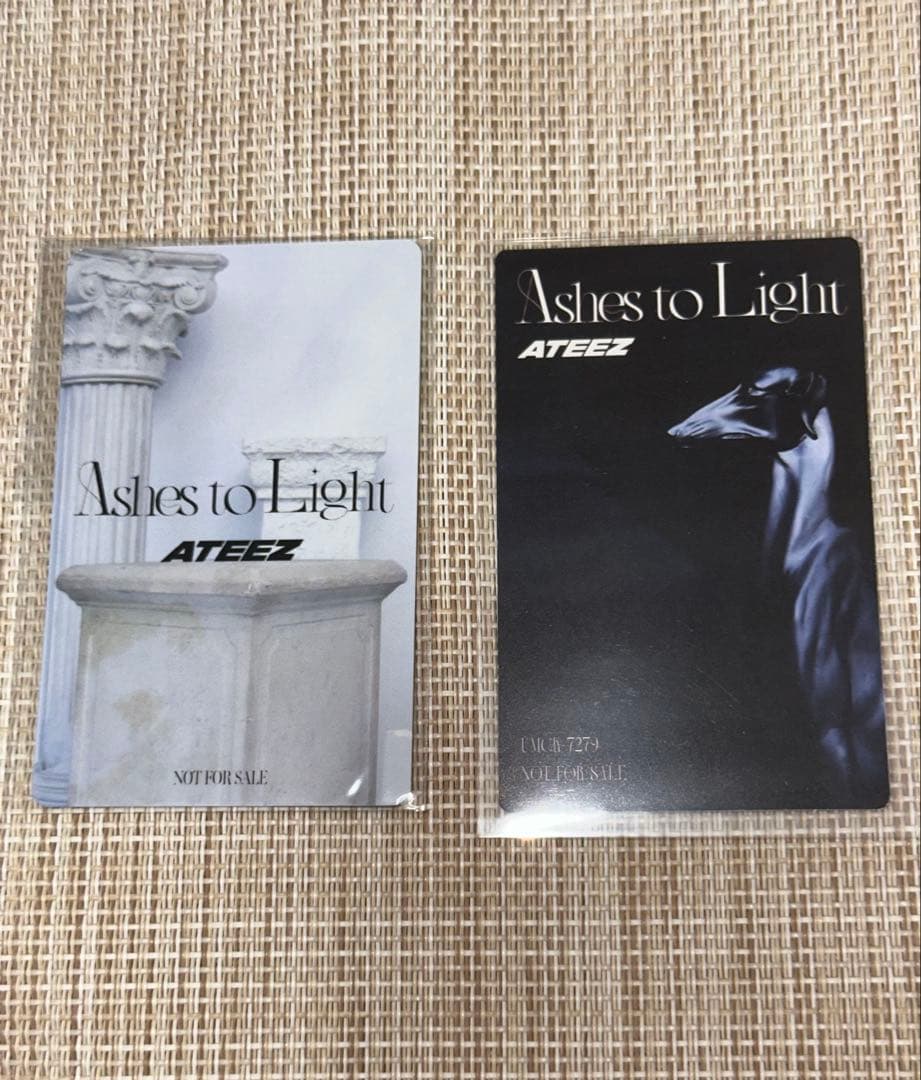 Ashes to Light
ATEEZ
NOT FOR SALE
Ashes to Light
ATEEZ
UMCK-7279
NOT FOR SALE